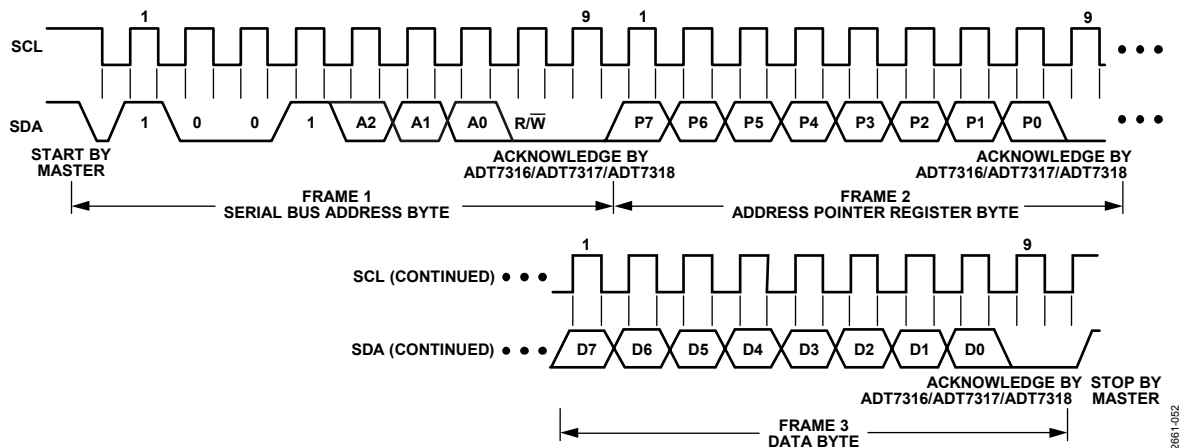 1 9 1 9
SCL
SDA 1 0 0 1 A2 A1 A0 R/W̅ P7 P6 P5 P4 P3 P2 P1 P0
START BY
MASTER
ACKNOWLEDGE BY
ADT7316/ADT7317/ADT7318
ACKNOWLEDGE BY
ADT7316/ADT7317/ADT7318
FRAME 1
SERIAL BUS ADDRESS BYTE
FRAME 2
ADDRESS POINTER REGISTER BYTE
1 9
SCL (CONTINUED)
SDA (CONTINUED) D7 D6 D5 D4 D3 D2 D1 D0
ACKNOWLEDGE BY
ADT7316/ADT7317/ADT7318
STOP BY
MASTER
FRAME 3
DATA BYTE
2661-052